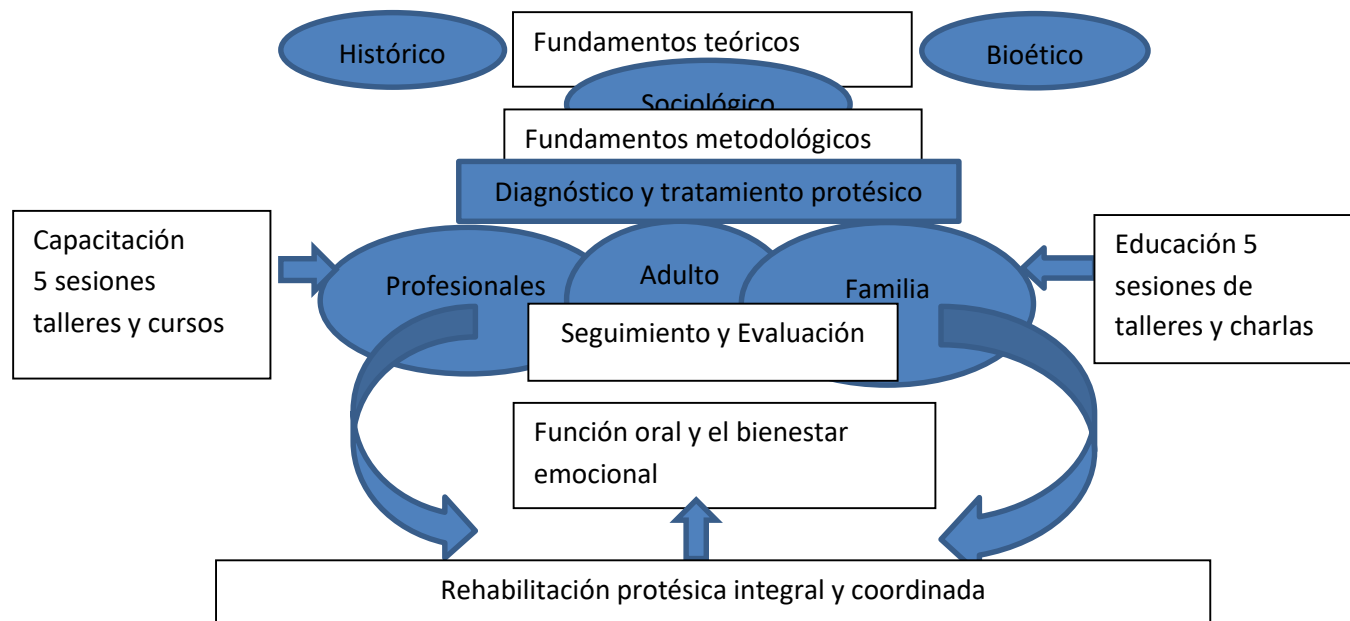 Histórico
Fundamentos teóricos
Bioético
Sociológico
Fundamentos metodológicos
Diagnóstico y tratamiento protésico
Capacitación
5 sesiones
talleres y cursos
Profesionales
Adulto
Familia
Educación 5
sesiones de
talleres y charlas
Seguimiento y Evaluación
Función oral y el bienestar
emocional
Rehabilitación protésica integral y coordinada